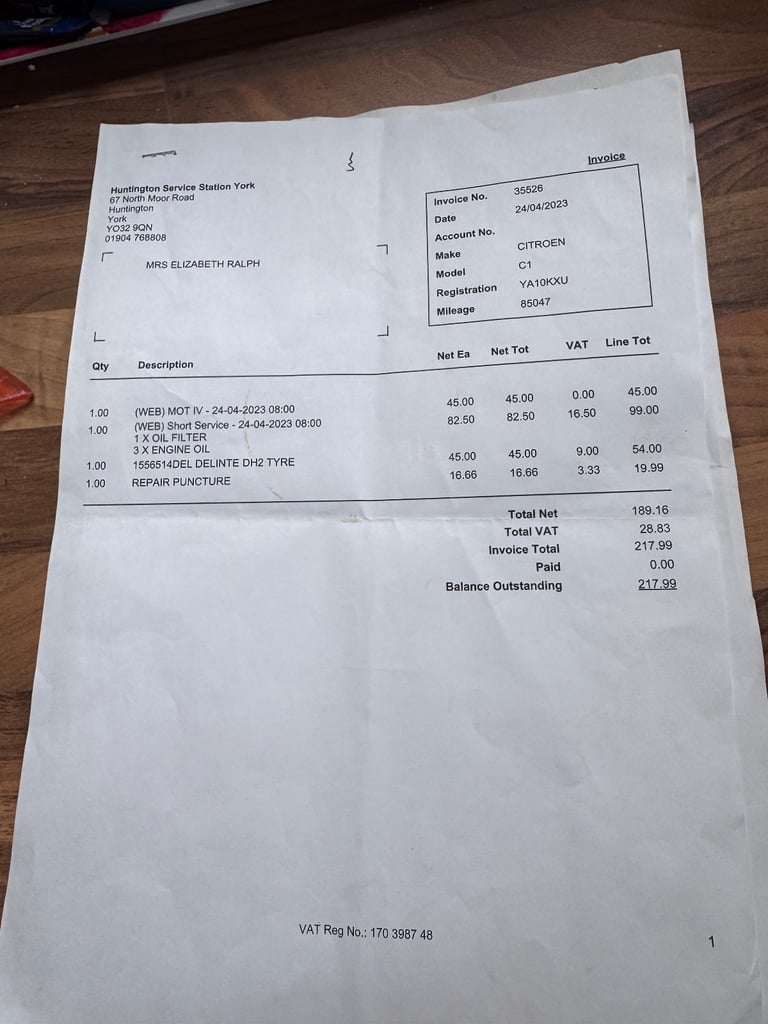 Invoice
Huntington Service Station York
67 North Moor Road
Huntington
York
YO32 9QN
01904 768808
MRS ELIZABETH RALPH
Invoice No. 35526
Date 24/04/2023
Account No.
Make CITROEN
Model C1
Registration YA10KXU
Mileage 85047
Qty Description Net Ea Net Tot VAT Line Tot
1.00 (WEB) MOT IV - 24-04-2023 08:00 45.00 45.00 0.00 45.00
1.00 (WEB) Short Service - 24-04-2023 08:00 82.50 82.50 16.50 99.00
1 X OIL FILTER
3 X ENGINE OIL
1.00 1556514DEL DELINTE DH2 TYRE 45.00 45.00 9.00 54.00
1.00 REPAIR PUNCTURE 16.66 16.66 3.33 19.99
Total Net 189.16
Total VAT 28.83
Invoice Total 217.99
Paid 0.00
Balance Outstanding 217.99
VAT Reg No.: 170 3987 48
1